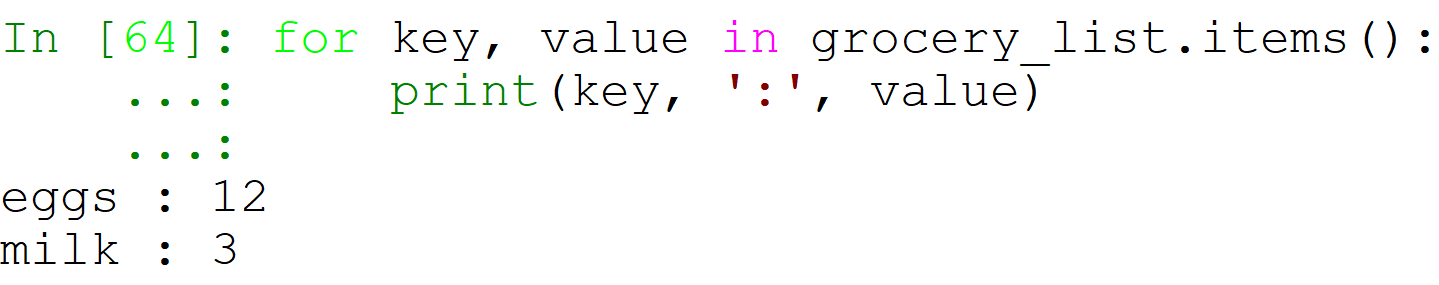 In [64]: for key, value in grocery_list.items():
    ...:     print(key, ':', value)
    ...:
eggs : 12
milk : 3